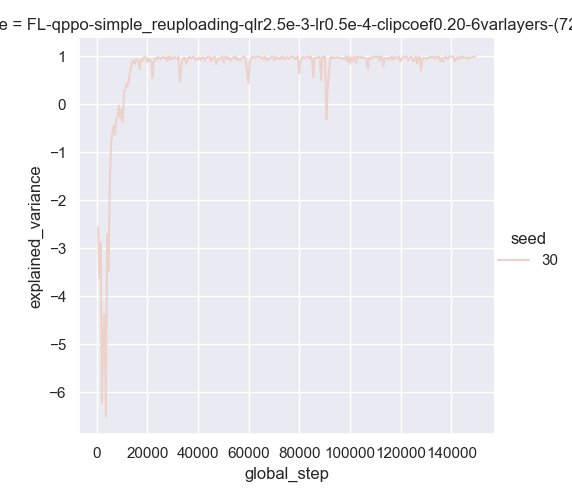 e = FL-qppo-simple_reuploading-qlr2.5e-3-lr0.5e-4-clipcoef0.20-6varlayers-(72
1
0
−1
−2
−3
−4
−5
−6
explained_variance
0 20000 40000 60000 80000 100000 120000 140000
global_step
seed
30